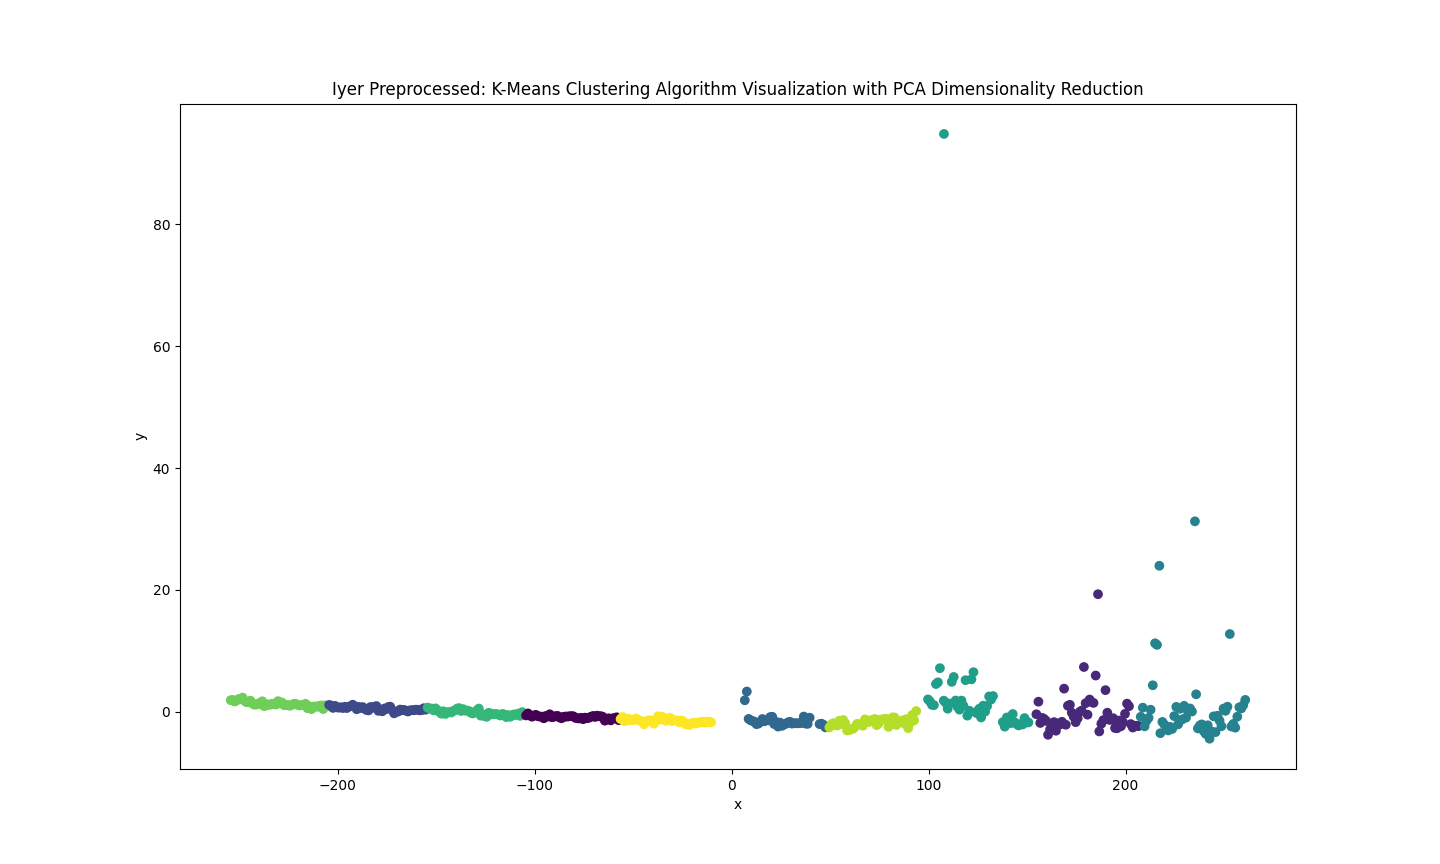 Iyer Preprocessed: K-Means Clustering Algorithm Visualization with PCA Dimensionality Reduction
80
60
y
40
20
0
−200 −100 0 100 200
x